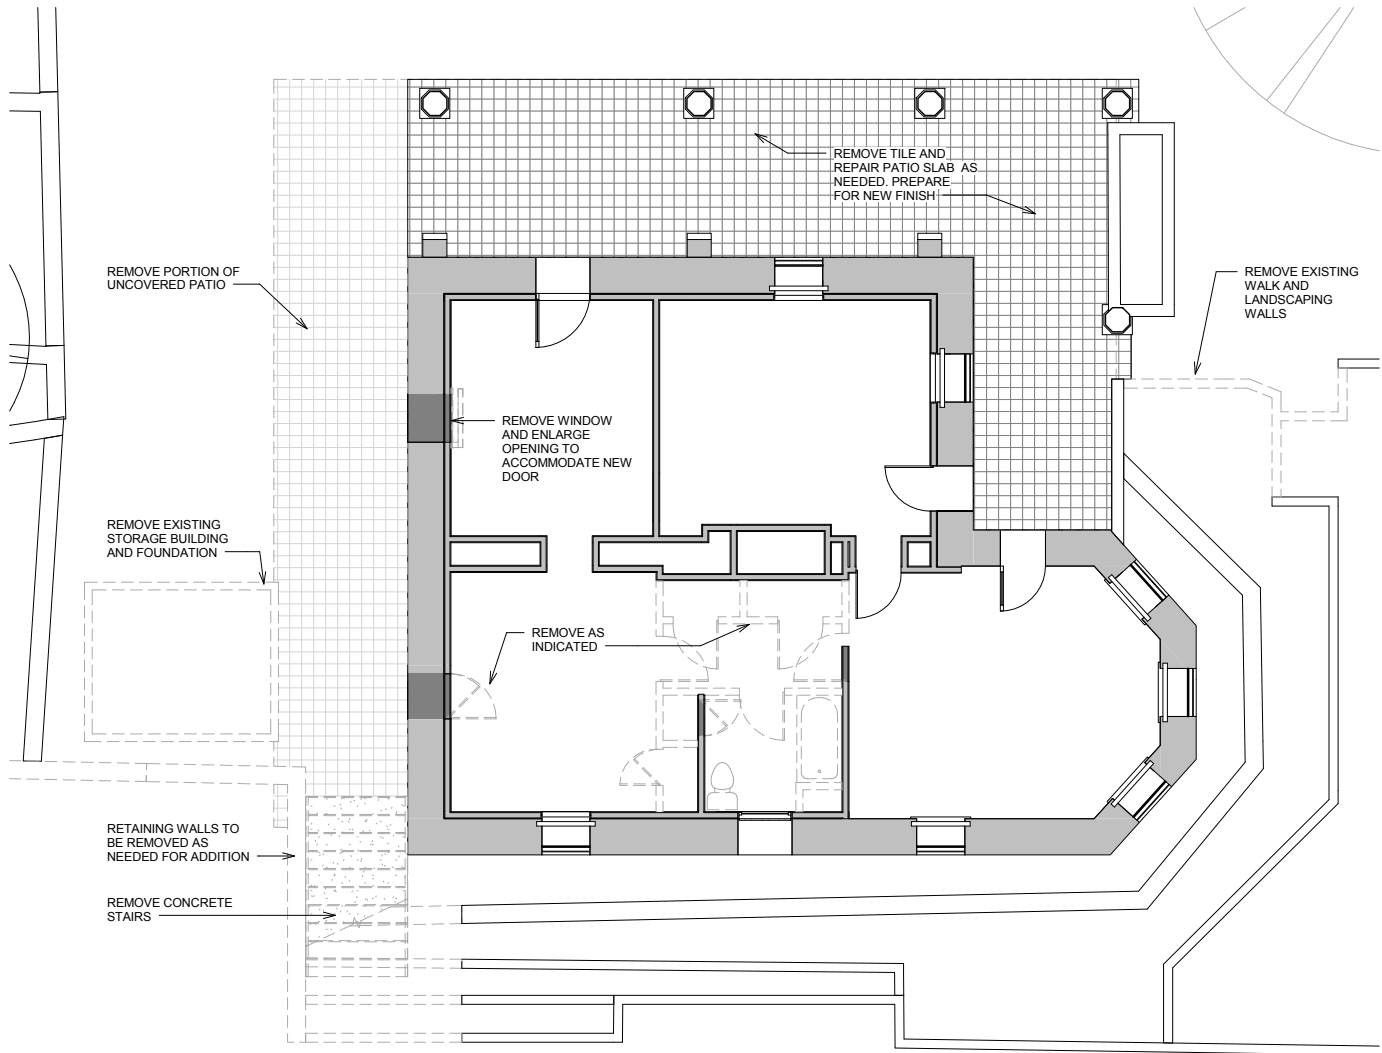 REMOVE TILE AND
REPAIR PATIO SLAB AS
NEEDED. PREPARE
FOR NEW FINISH
REMOVE PORTION OF
UNCOVERED PATIO
REMOVE EXISTING
WALK AND
LANDSCAPING
WALLS
REMOVE WINDOW
AND ENLARGE
OPENING TO
ACCOMMODATE NEW
DOOR
REMOVE EXISTING
STORAGE BUILDING
AND FOUNDATION
REMOVE AS
INDICATED
RETAINING WALLS TO
BE REMOVED AS
NEEDED FOR ADDITION
REMOVE CONCRETE
STAIRS